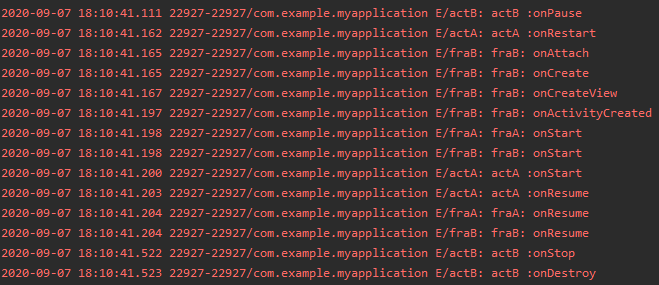 2020-09-07 18:10:41.111 22927-22927/com.example.myapplication E/actB: actB :onPause
2020-09-07 18:10:41.162 22927-22927/com.example.myapplication E/actA: actA :onRestart
2020-09-07 18:10:41.165 22927-22927/com.example.myapplication E/fraB: fraB: onAttach
2020-09-07 18:10:41.165 22927-22927/com.example.myapplication E/fraB: fraB: onCreate
2020-09-07 18:10:41.167 22927-22927/com.example.myapplication E/fraB: fraB: onCreateView
2020-09-07 18:10:41.197 22927-22927/com.example.myapplication E/fraB: fraB: onActivityCreated
2020-09-07 18:10:41.198 22927-22927/com.example.myapplication E/fraA: fraA: onStart
2020-09-07 18:10:41.198 22927-22927/com.example.myapplication E/fraB: fraB: onStart
2020-09-07 18:10:41.200 22927-22927/com.example.myapplication E/actA: actA :onStart
2020-09-07 18:10:41.203 22927-22927/com.example.myapplication E/actA: actA :onResume
2020-09-07 18:10:41.204 22927-22927/com.example.myapplication E/fraA: fraA: onResume
2020-09-07 18:10:41.204 22927-22927/com.example.myapplication E/fraB: fraB: onResume
2020-09-07 18:10:41.522 22927-22927/com.example.myapplication E/actB: actB :onStop
2020-09-07 18:10:41.523 22927-22927/com.example.myapplication E/actB: actB :onDestroy